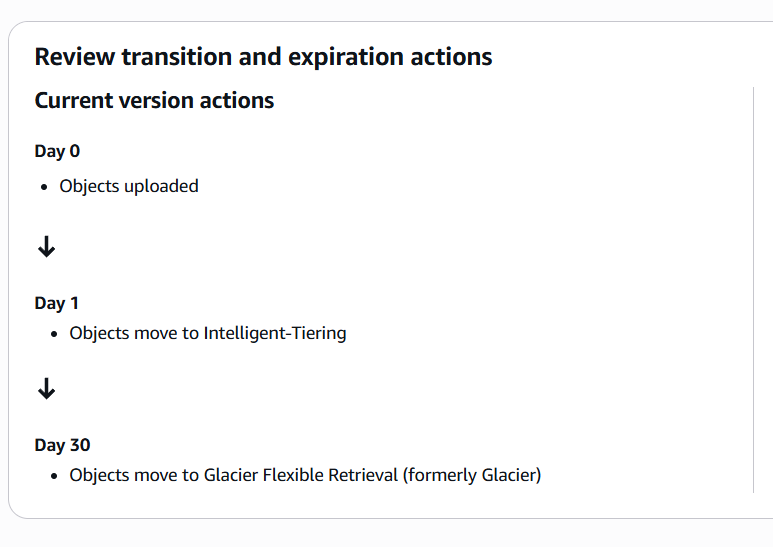 Review transition and expiration actions
Current version actions
Day 0
Objects uploaded
Day 1
Objects move to Intelligent-Tiering
Day 30
Objects move to Glacier Flexible Retrieval (formerly Glacier)